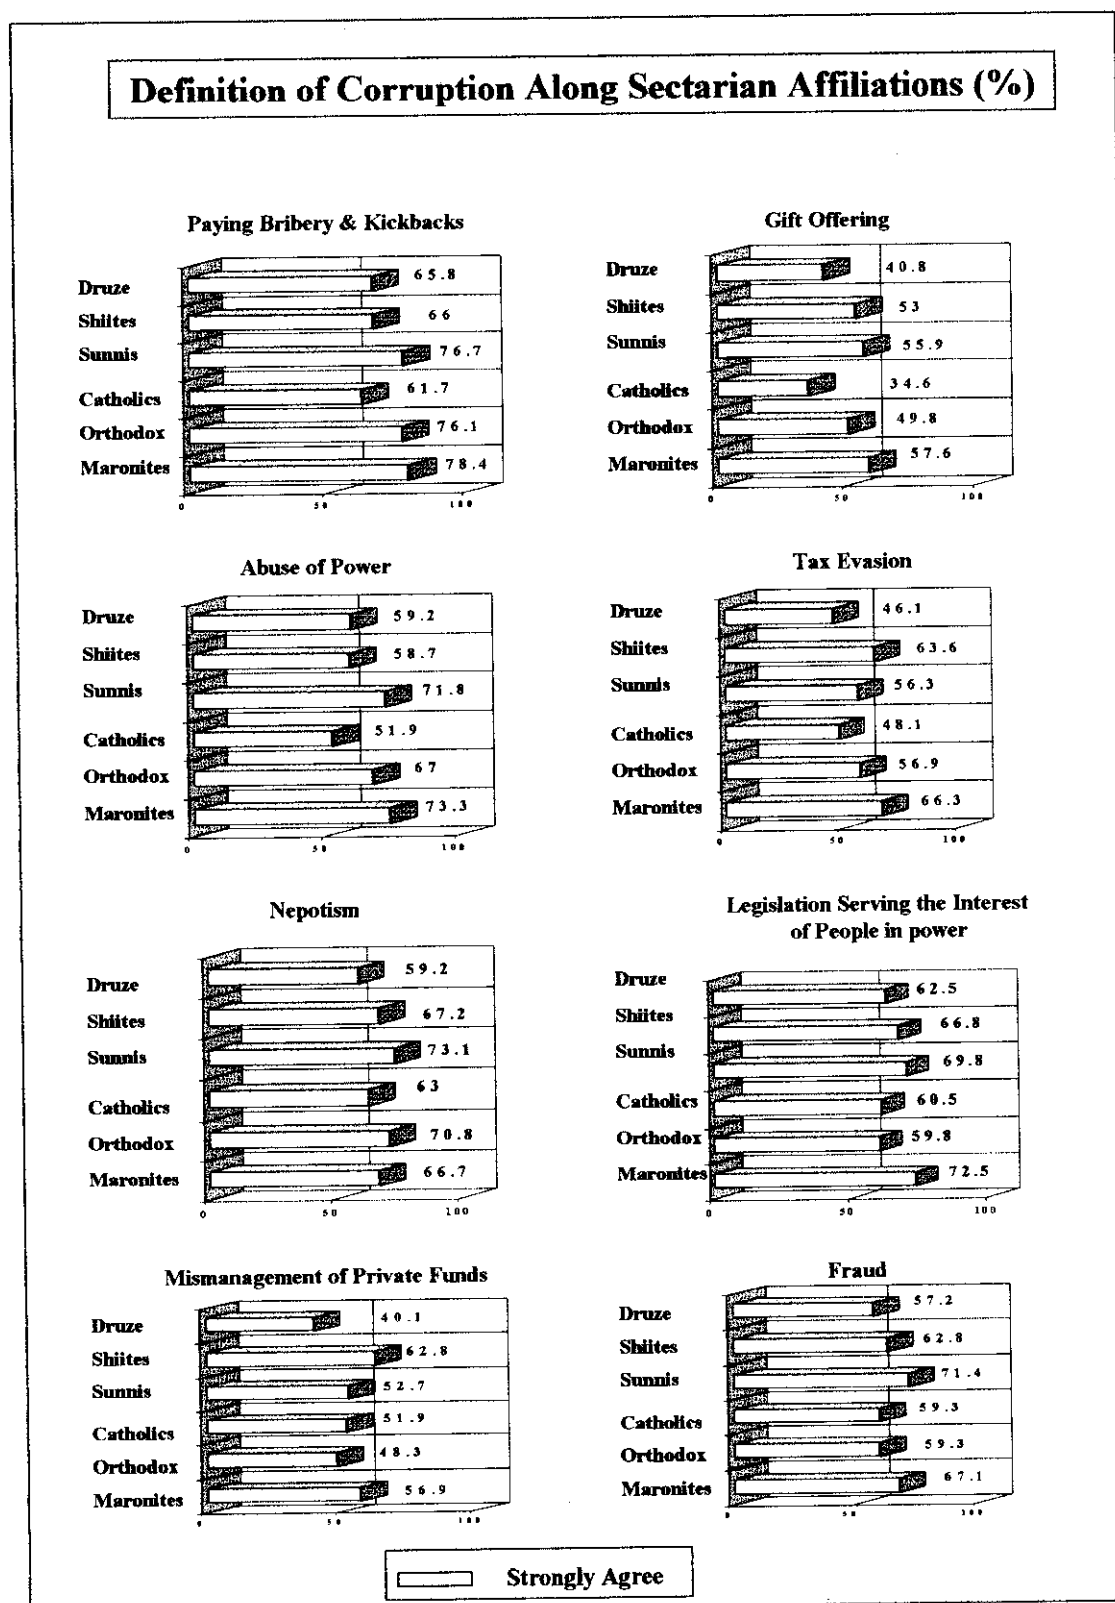 Definition of Corruption Along Sectarian Affiliations (%)
Paying Bribery & Kickbacks
Druze 65.8
Shiites 66
Sunnis 76.7
Catholics 61.7
Orthodox 76.1
Maronites 78.4
0 50 100
Gift Offering
Druze 40.8
Shiites 53
Sunnis 55.9
Catholics 34.6
Orthodox 49.8
Maronites 57.6
0 50 100
Abuse of Power
Druze 59.2
Shiites 58.7
Sunnis 71.8
Catholics 51.9
Orthodox 67
Maronites 73.3
0 50 100
Tax Evasion
Druze 46.1
Shiites 63.6
Sunnis 56.3
Catholics 48.1
Orthodox 56.9
Maronites 66.3
0 50 100
Nepotism
Druze 59.2
Shiites 67.2
Sunnis 73.1
Catholics 63
Orthodox 70.8
Maronites 66.7
0 50 100
Legislation Serving the Interest
of People in power
Druze 62.5
Shiites 66.8
Sunnis 69.8
Catholics 60.5
Orthodox 59.8
Maronites 72.5
0 50 100
Mismanagement of Private Funds
Druze 40.1
Shiites 62.8
Sunnis 52.7
Catholics 51.9
Orthodox 48.3
Maronites 56.9
0 50 100
Fraud
Druze 57.2
Shiites 62.8
Sunnis 71.4
Catholics 59.3
Orthodox 59.3
Maronites 67.1
0 50 100
Strongly Agree